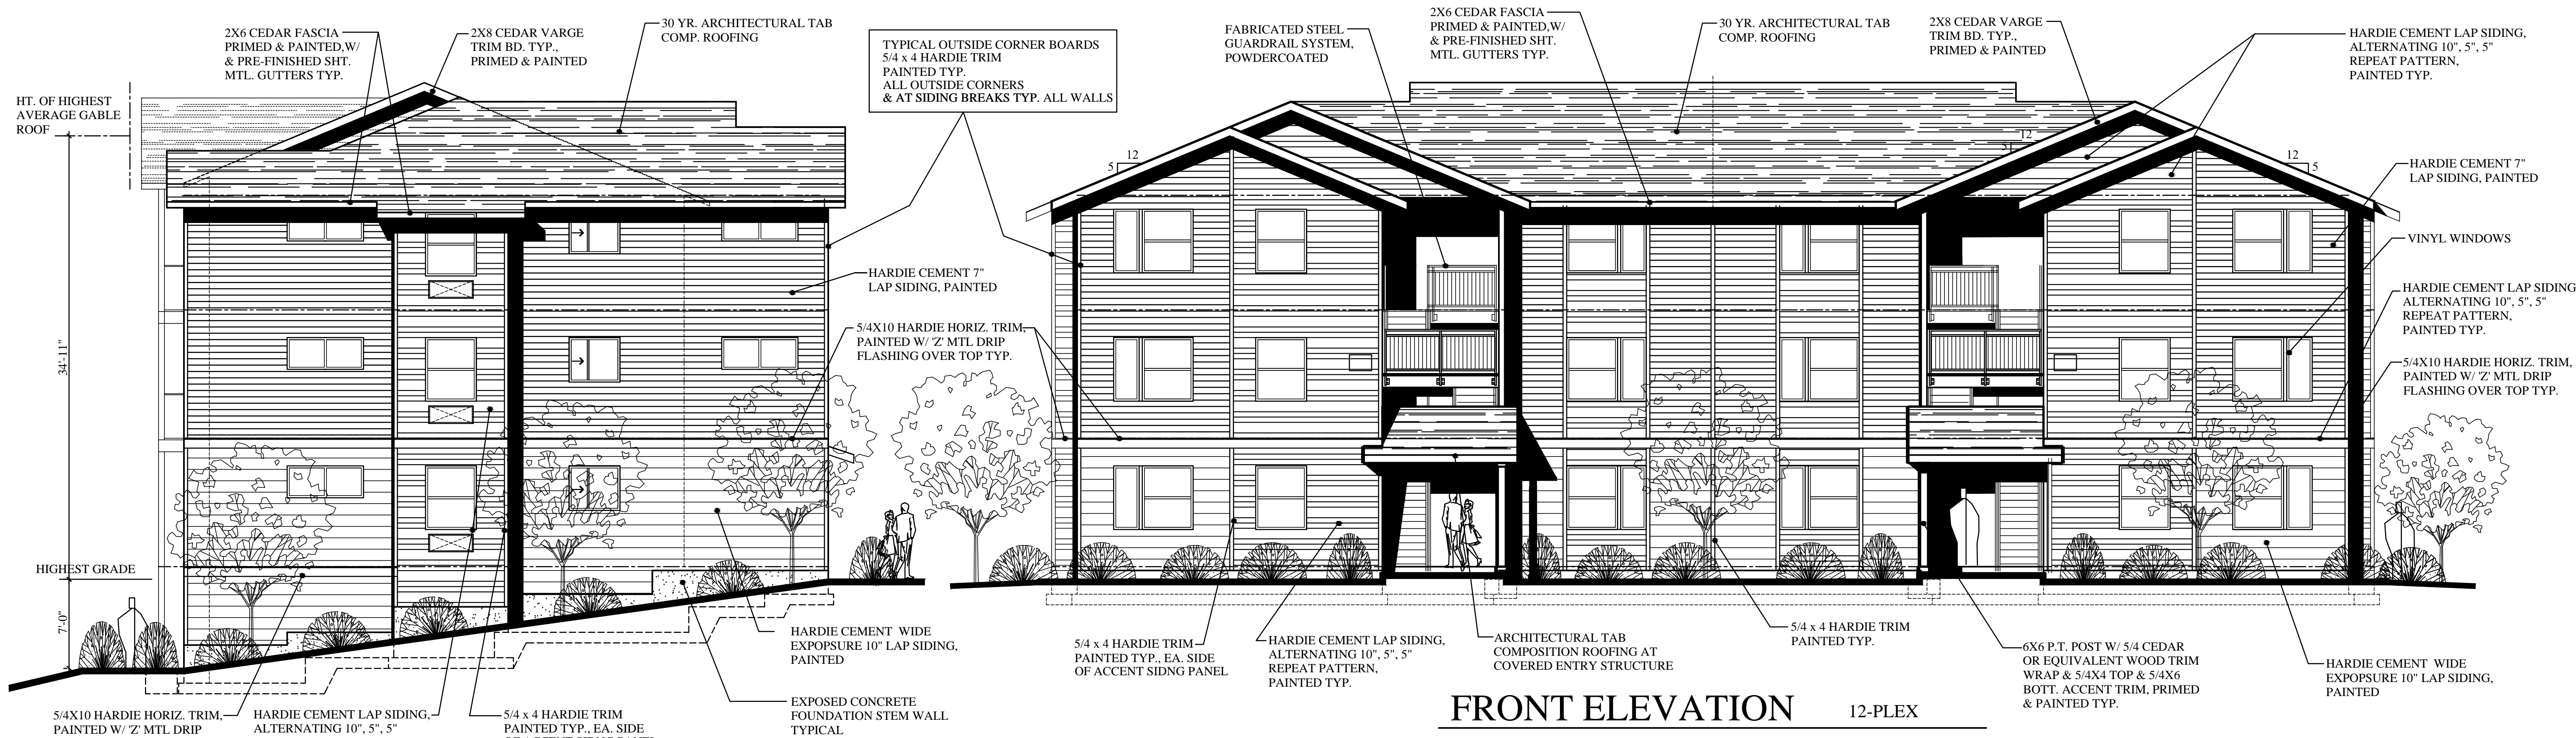 2X6 CEDAR FASCIA
PRIMED & PAINTED,W/
& PRE-FINISHED SHT.
MTL. GUTTERS TYP.
2X8 CEDAR VARGE
TRIM BD. TYP.,
PRIMED & PAINTED
30 YR. ARCHITECTURAL TAB
COMP. ROOFING
TYPICAL OUTSIDE CORNER BOARDS
5/4 x 4 HARDIE TRIM
PAINTED TYP.
ALL OUTSIDE CORNERS
& AT SIDING BREAKS TYP. ALL WALLS
FABRICATED STEEL
GUARDRAIL SYSTEM,
POWDERCOATED
2X6 CEDAR FASCIA
PRIMED & PAINTED,W/
& PRE-FINISHED SHT.
MTL. GUTTERS TYP.
30 YR. ARCHITECTURAL TAB
COMP. ROOFING
2X8 CEDAR VARGE
TRIM BD. TYP.,
PRIMED & PAINTED
HARDIE CEMENT LAP SIDING,
ALTERNATING 10", 5", 5"
REPEAT PATTERN,
PAINTED TYP.
HT. OF HIGHEST
AVERAGE GABLE
ROOF
12
5
12
5
12
5
HARDIE CEMENT 7"
LAP SIDING, PAINTED
VINYL WINDOWS
HARDIE CEMENT 7"
LAP SIDING, PAINTED
HARDIE CEMENT LAP SIDING
ALTERNATING 10", 5", 5"
REPEAT PATTERN,
PAINTED TYP.
5/4X10 HARDIE HORIZ. TRIM,
PAINTED W/ 'Z' MTL DRIP
FLASHING OVER TOP TYP.
34'-11"
5/4X10 HARDIE HORIZ. TRIM,
PAINTED W/ 'Z' MTL DRIP
FLASHING OVER TOP TYP.
HIGHEST GRADE
7'-0"
HARDIE CEMENT WIDE
EXPOPSURE 10" LAP SIDING,
PAINTED
5/4 x 4 HARDIE TRIM
PAINTED TYP., EA. SIDE
OF ACCENT SIDNG PANEL
HARDIE CEMENT LAP SIDING,
ALTERNATING 10", 5", 5"
REPEAT PATTERN,
PAINTED TYP.
ARCHITECTURAL TAB
COMPOSITION ROOFING AT
COVERED ENTRY STRUCTURE
5/4 x 4 HARDIE TRIM
PAINTED TYP.
6X6 P.T. POST W/ 5/4 CEDAR
OR EQUIVALENT WOOD TRIM
WRAP & 5/4X4 TOP & 5/4X6
BOTT. ACCENT TRIM, PRIMED
& PAINTED TYP.
HARDIE CEMENT WIDE
EXPOPSURE 10" LAP SIDING,
PAINTED
5/4X10 HARDIE HORIZ. TRIM,
PAINTED W/ 'Z' MTL DRIP
HARDIE CEMENT LAP SIDING,
ALTERNATING 10", 5", 5"
5/4 x 4 HARDIE TRIM
PAINTED TYP., EA. SIDE
EXPOSED CONCRETE
FOUNDATION STEM WALL
TYPICAL
FRONT ELEVATION
12-PLEX